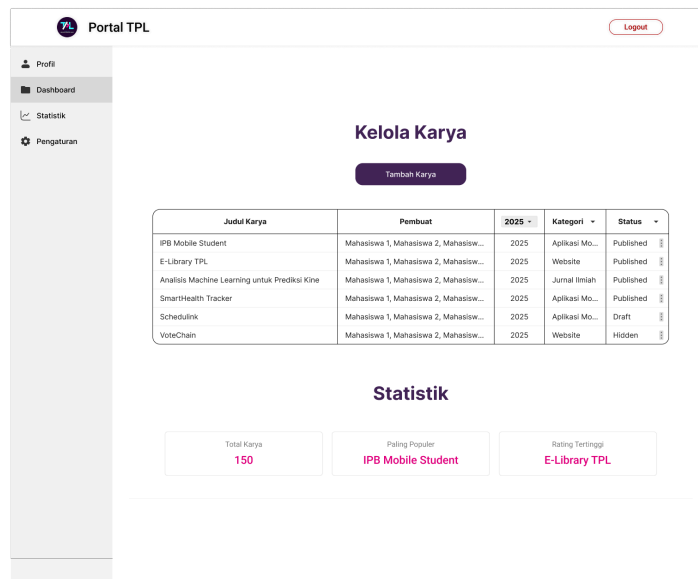 TPL Portal TPL Logout
Profil
Dashboard
Statistik
Pengaturan
Kelola Karya
Tambah Karya
Judul Karya Pembuat 2025 Kategori Status
IPB Mobile Student Mahasiswa 1, Mahasiswa 2, Mahasisw... 2025 Aplikasi Mo... Published
E-Library TPL Mahasiswa 1, Mahasiswa 2, Mahasisw... 2025 Website Published
Analisis Machine Learning untuk Prediksi Kine Mahasiswa 1, Mahasiswa 2, Mahasisw... 2025 Jurnal Ilmiah Published
SmartHealth Tracker Mahasiswa 1, Mahasiswa 2, Mahasisw... 2025 Aplikasi Mo... Published
Schedulink Mahasiswa 1, Mahasiswa 2, Mahasisw... 2025 Aplikasi Mo... Draft
VoteChain Mahasiswa 1, Mahasiswa 2, Mahasisw... 2025 Website Hidden
Statistik
Total Karya Paling Populer Rating Tertinggi
150 IPB Mobile Student E-Library TPL